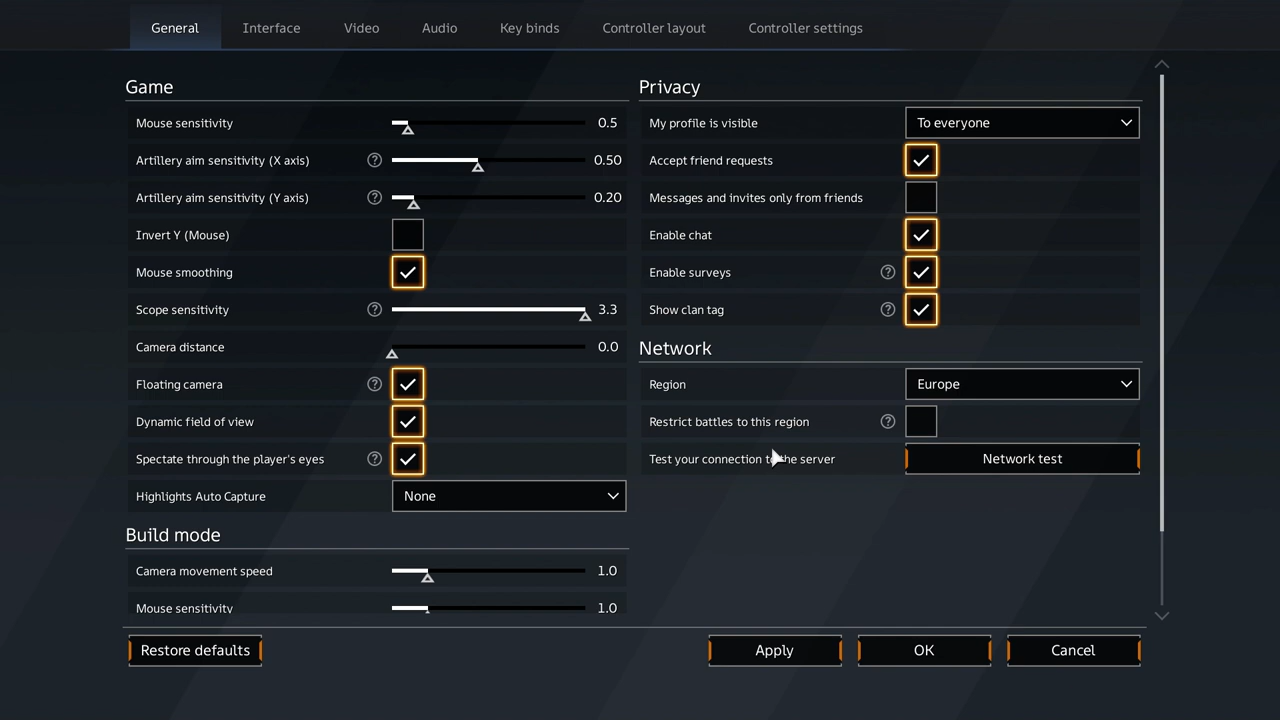 General Interface Video Audio Key binds Controller layout Controller settings
Game
Mouse sensitivity 0.5
Artillery aim sensitivity (X axis) ? 0.50
Artillery aim sensitivity (Y axis) ? 0.20
Invert Y (Mouse)
Mouse smoothing
Scope sensitivity ? 3.3
Camera distance 0.0
Floating camera ?
Dynamic field of view
Spectate through the player's eyes ?
Highlights Auto Capture None
Build mode
Camera movement speed 1.0
Mouse sensitivity 1.0
Privacy
My profile is visible To everyone
Accept friend requests
Messages and invites only from friends
Enable chat
Enable surveys ?
Show clan tag ?
Network
Region Europe
Restrict battles to this region ?
Test your connection to the server Network test
Restore defaults Apply OK Cancel